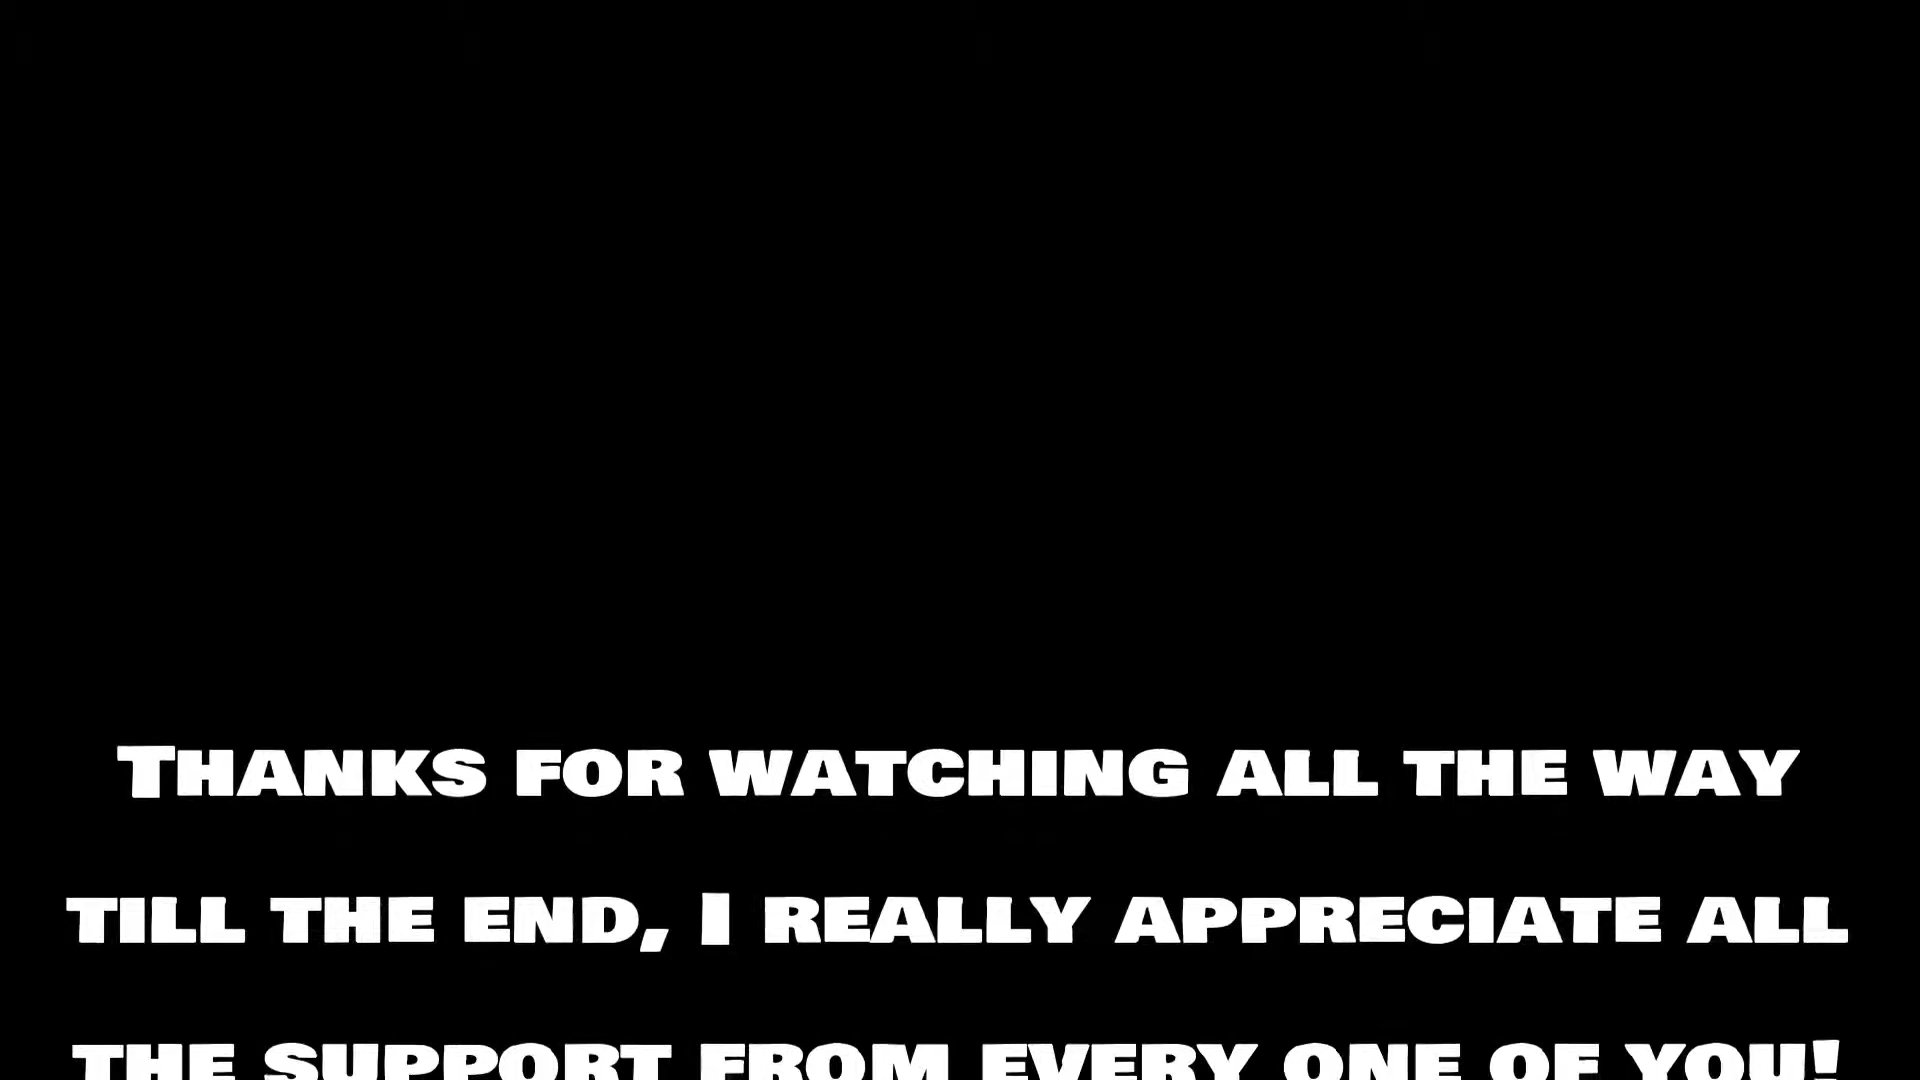 Thanks for watching all the way
till the end, I really appreciate all
the support from every one of you!